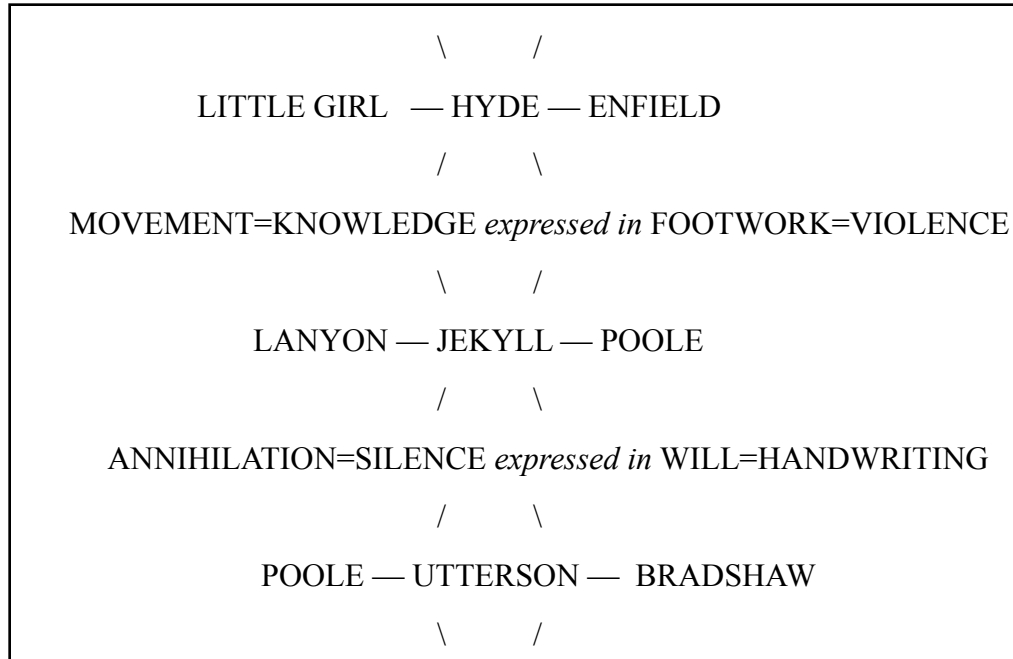 \ /
LITTLE GIRL — HYDE — ENFIELD
/ \
MOVEMENT=KNOWLEDGE expressed in FOOTWORK=VIOLENCE
\ /
LANYON — JEKYLL — POOLE
/ \
ANNIHILATION=SILENCE expressed in WILL=HANDWRITING
/ \
POOLE — UTTERSON — BRADSHAW
\ /